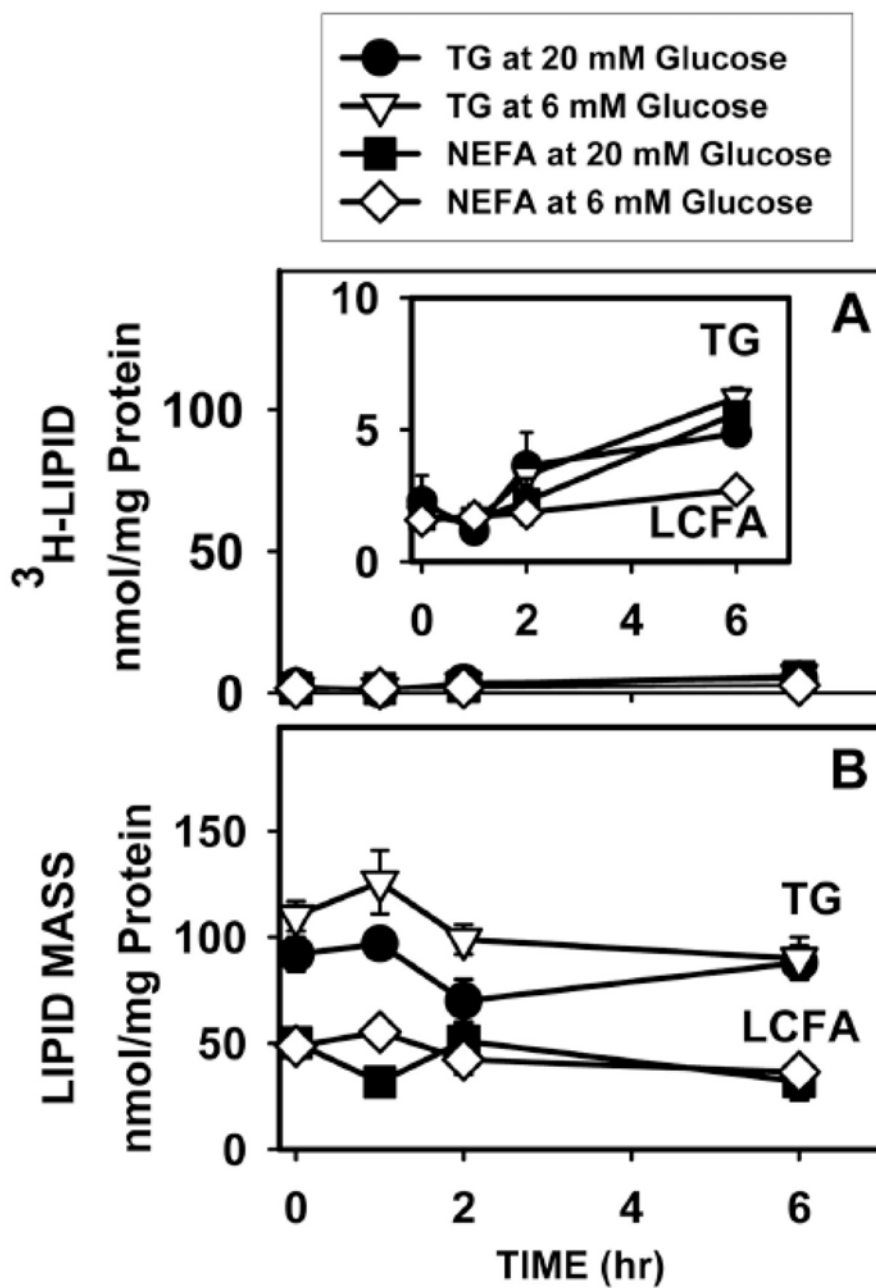 TG at 20 mM Glucose
TG at 6 mM Glucose
NEFA at 20 mM Glucose
NEFA at 6 mM Glucose
A
³H-LIPID
nmol/mg Protein
100
50
0
10
5
0
TG
LCFA
0 2 4 6
B
LIPID MASS
nmol/mg Protein
150
100
50
0
TG
LCFA
0 2 4 6
TIME (hr)